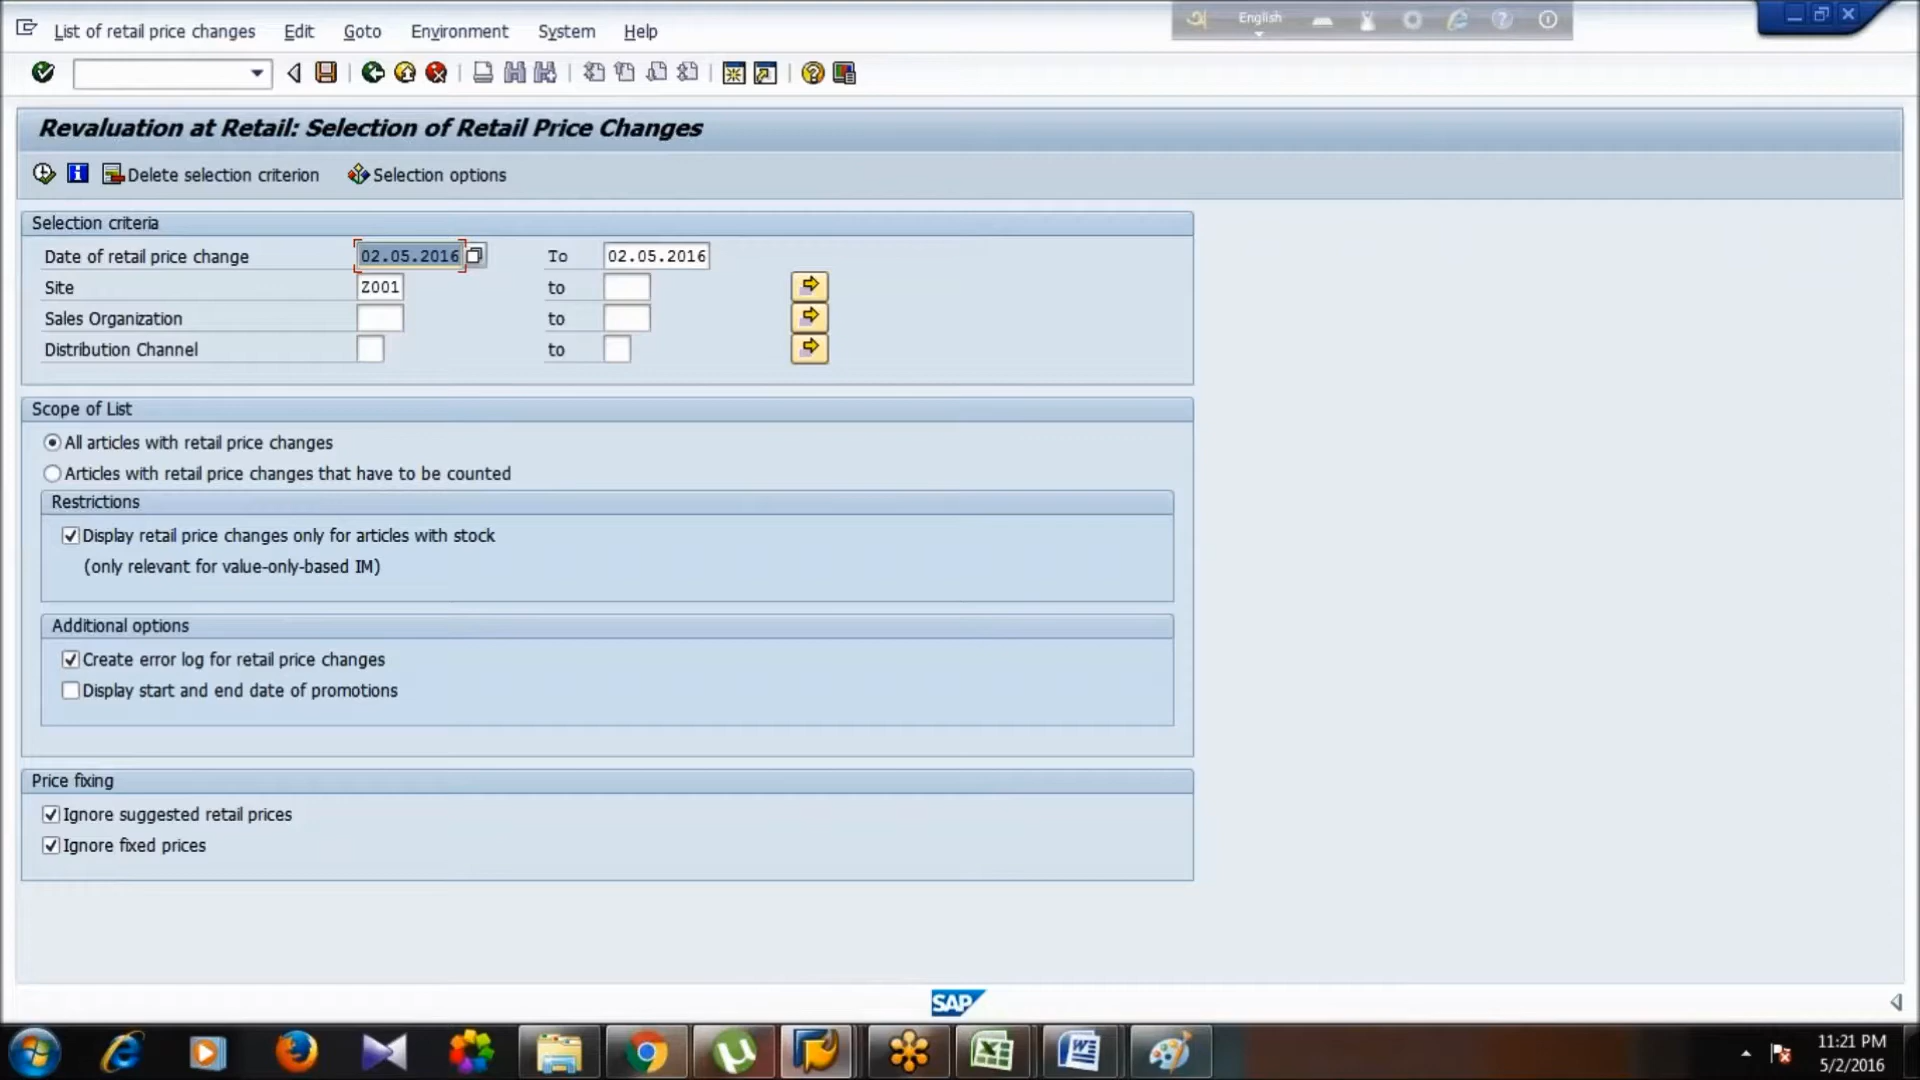 List of retail price changes Edit Goto Environment System Help
English
Revaluation at Retail: Selection of Retail Price Changes
Delete selection criterion Selection options
Selection criteria
Date of retail price change 02.05.2016 To 02.05.2016
Site Z001 to
Sales Organization to
Distribution Channel to
Scope of List
All articles with retail price changes
Articles with retail price changes that have to be counted
Restrictions
Display retail price changes only for articles with stock
(only relevant for value-only-based IM)
Additional options
Create error log for retail price changes
Display start and end date of promotions
Price fixing
Ignore suggested retail prices
Ignore fixed prices
SAP
11:21 PM
5/2/2016